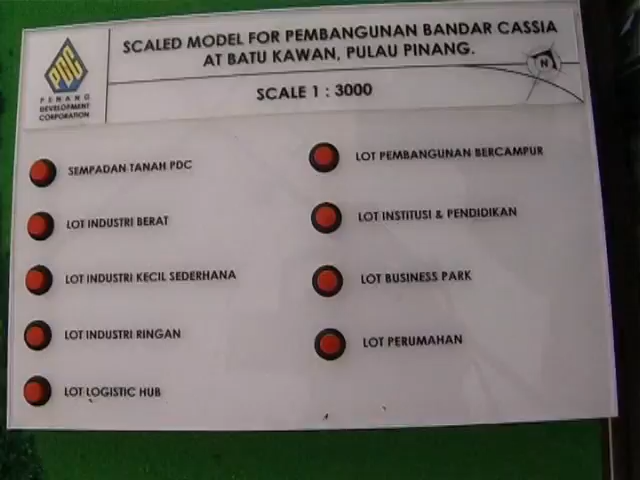 PDC
PENANG
DEVELOPMENT
CORPORATION
SCALED MODEL FOR PEMBANGUNAN BANDAR CASSIA
AT BATU KAWAN, PULAU PINANG.
N
SCALE 1 : 3000
SEMPADAN TANAH PDC
LOT INDUSTRI BERAT
LOT INDUSTRI KECIL SEDERHANA
LOT INDUSTRI RINGAN
LOT LOGISTIC HUB
LOT PEMBANGUNAN BERCAMPUR
LOT INSTITUSI & PENDIDIKAN
LOT BUSINESS PARK
LOT PERUMAHAN